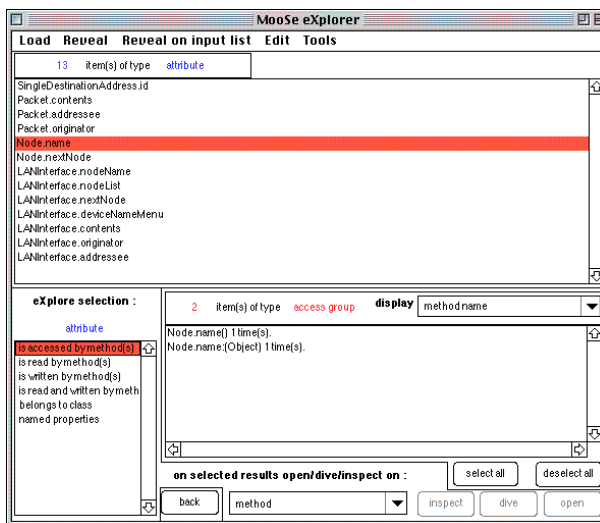 MooSe eXplorer
Load Reveal Reveal on input list Edit Tools
13 item(s) of type attribute
SingleDestinationAddress.id
Packet.contents
Packet.addressee
Packet.originator
Node.name
Node.nextNode
LANInterface.nodeName
LANInterface.nodeList
LANInterface.nextNode
LANInterface.deviceNameMenu
LANInterface.contents
LANInterface.originator
LANInterface.addressee
eXplore selection :
attribute
is accessed by method(s)
is read by method(s)
is written by method(s)
is read and written by meth
belongs to class
named properties
2 item(s) of type access group display method name
Node.name() 1 time(s).
Node.name:(Object) 1 time(s).
on selected results open/dive/inspect on :
select all deselect all
back method inspect dive open